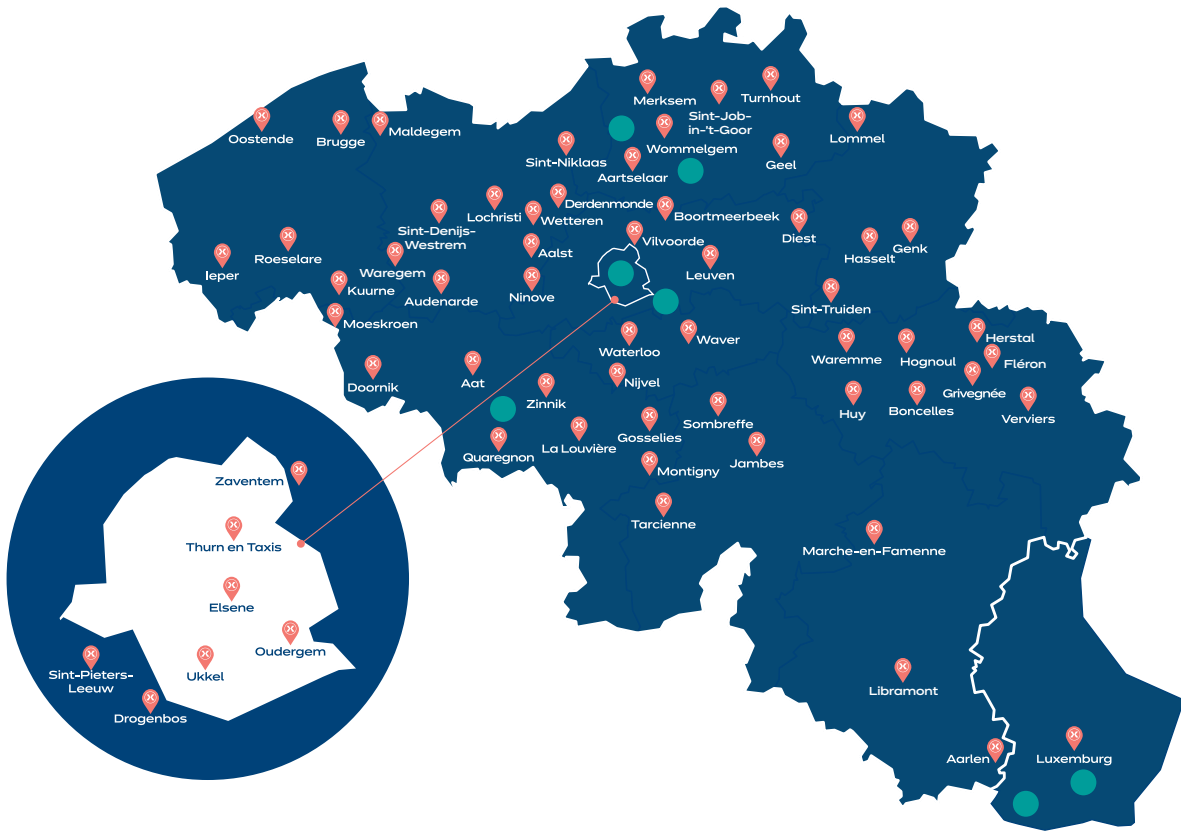 Merksem
Turnhout
Sint-Job-
in-'t-Goor
Oostende
Brugge
Maldegem
Lommel
Wommelgem
Sint-Niklaas
Geel
Aartselaar
Derdenmonde
Lochristi
Wetteren
Boortmeerbeek
Sint-Denijs-
Westrem
Vilvoorde
Diest
Genk
Hasselt
Roeselare
Aalst
Ieper
Waregem
Leuven
Kuurne
Audenarde
Ninove
Sint-Truiden
Moeskroen
Waterloo
Waver
Herstal
Waremme
Hognoul
Fléron
Doornik
Aat
Nijvel
Grivegnée
Zinnik
Huy
Boncelles
Verviers
Sombreffe
Gosselies
La Louvière
Quaregnon
Jambes
Montigny
Zaventem
Tarcienne
Thurn en Taxis
Marche-en-Famenne
Elsene
Oudergem
Sint-Pieters-
Leeuw
Ukkel
Drogenbos
Libramont
Aarlen
Luxemburg